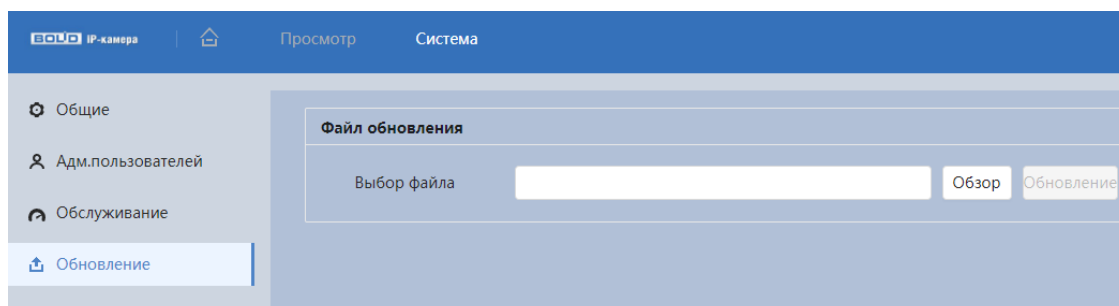 BOLID IP-камера Просмотр Система
Общие
Адм.пользователей
Обслуживание
Обновление
Файл обновления
Выбор файла Обзор Обновление